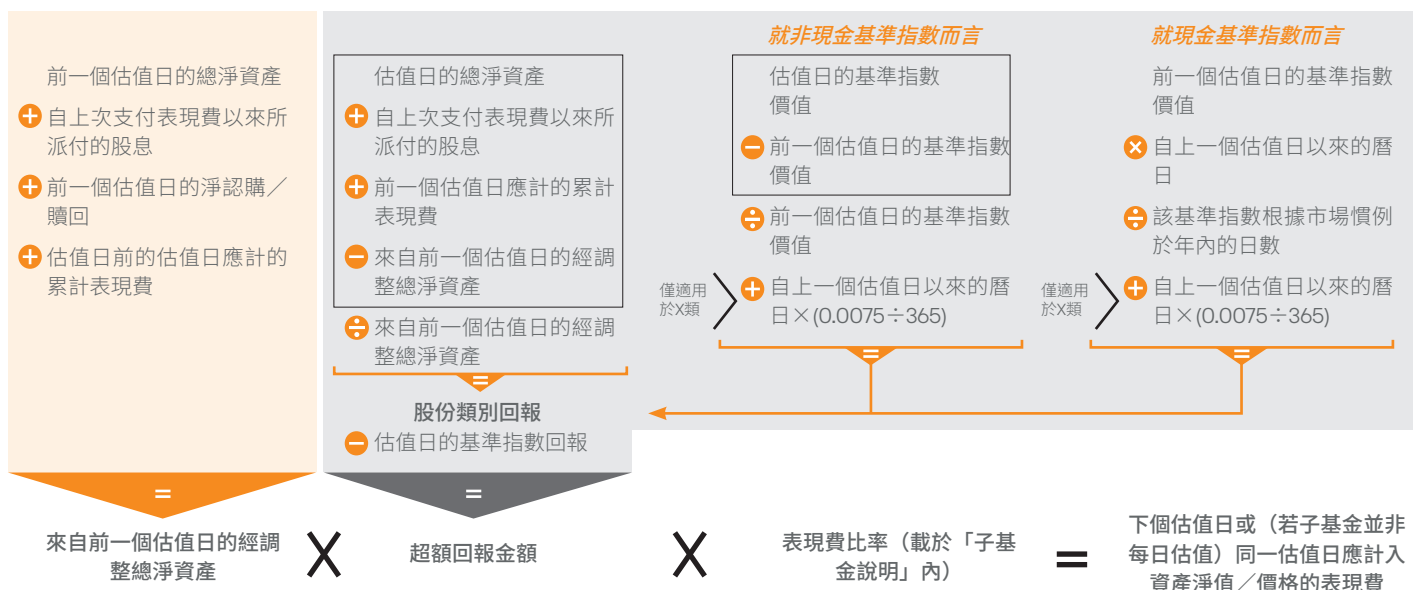 前一個估值日的總淨資產
+ 自上次支付表現費以來所
派付的股息
+ 前一個估值日的淨認購／
贖回
+ 估值日前的估值日應計的
累計表現費
=
來自前一個估值日的經調
整總淨資產
X
估值日的總淨資產
+ 自上次支付表現費以來所
派付的股息
+ 前一個估值日應計的累計
表現費
− 來自前一個估值日的經調
整總淨資產
÷ 來自前一個估值日的經調
整總淨資產
=
股份類別回報
− 估值日的基準指數回報
=
超額回報金額
就非現金基準指數而言
估值日的基準指數
價值
− 前一個估值日的基準指數
價值
÷ 前一個估值日的基準指數
價值
僅適用
於X類
+ 自上一個估值日以來的曆
日×(0.0075÷365)
=
就現金基準指數而言
前一個估值日的基準指數
價值
× 自上一個估值日以來的曆
日
÷ 該基準指數根據市場慣例
於年內的日數
僅適用
於X類
+ 自上一個估值日以來的曆
日×(0.0075÷365)
=
X
表現費比率（載於「子基
金說明」內）
=
下個估值日或（若子基金並非
每日估值）同一估值日應計入
資產淨值／價格的表現費